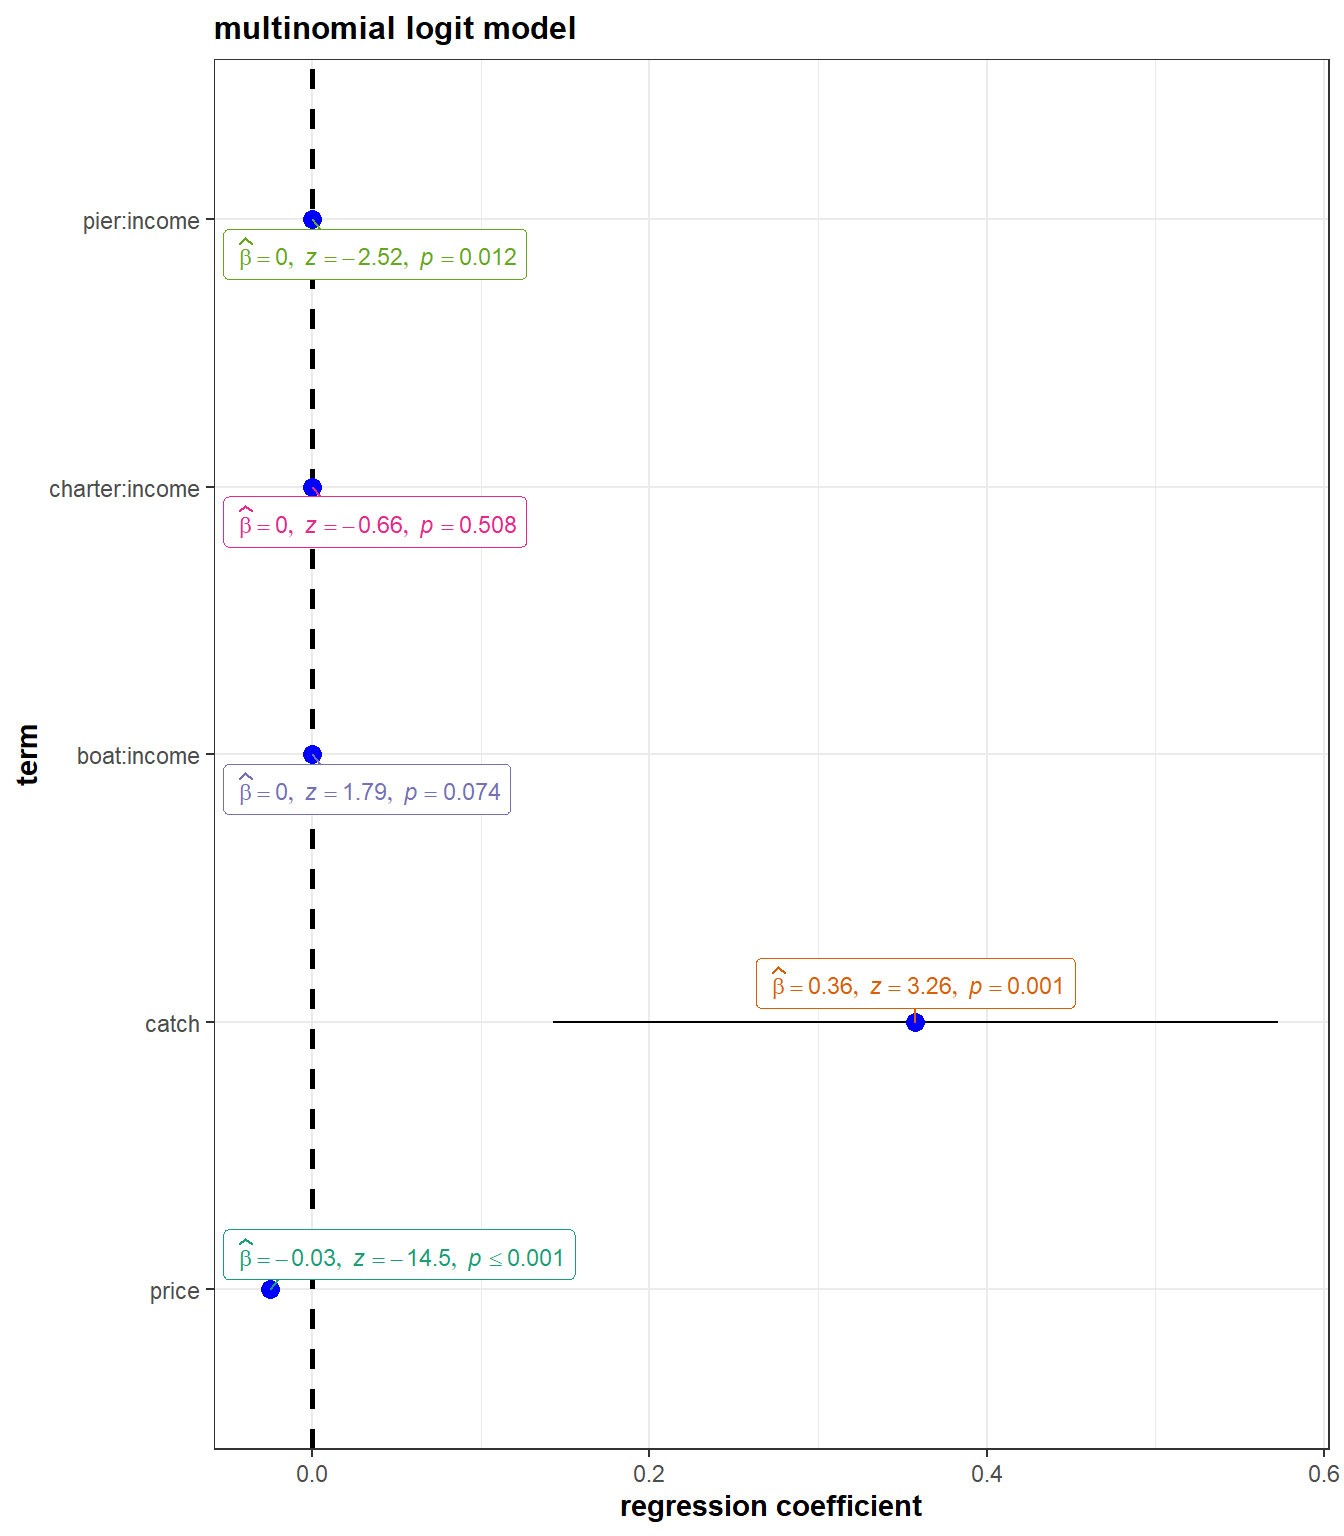 multinomial logit model
pier:income
β̂ = 0, z = −2.52, p = 0.012
charter:income
β̂ = 0, z = −0.66, p = 0.508
term
boat:income
β̂ = 0, z = 1.79, p = 0.074
β̂ = 0.36, z = 3.26, p = 0.001
catch
β̂ = −0.03, z = −14.5, p ≤ 0.001
price
0.0 0.2 0.4 0.6
regression coefficient